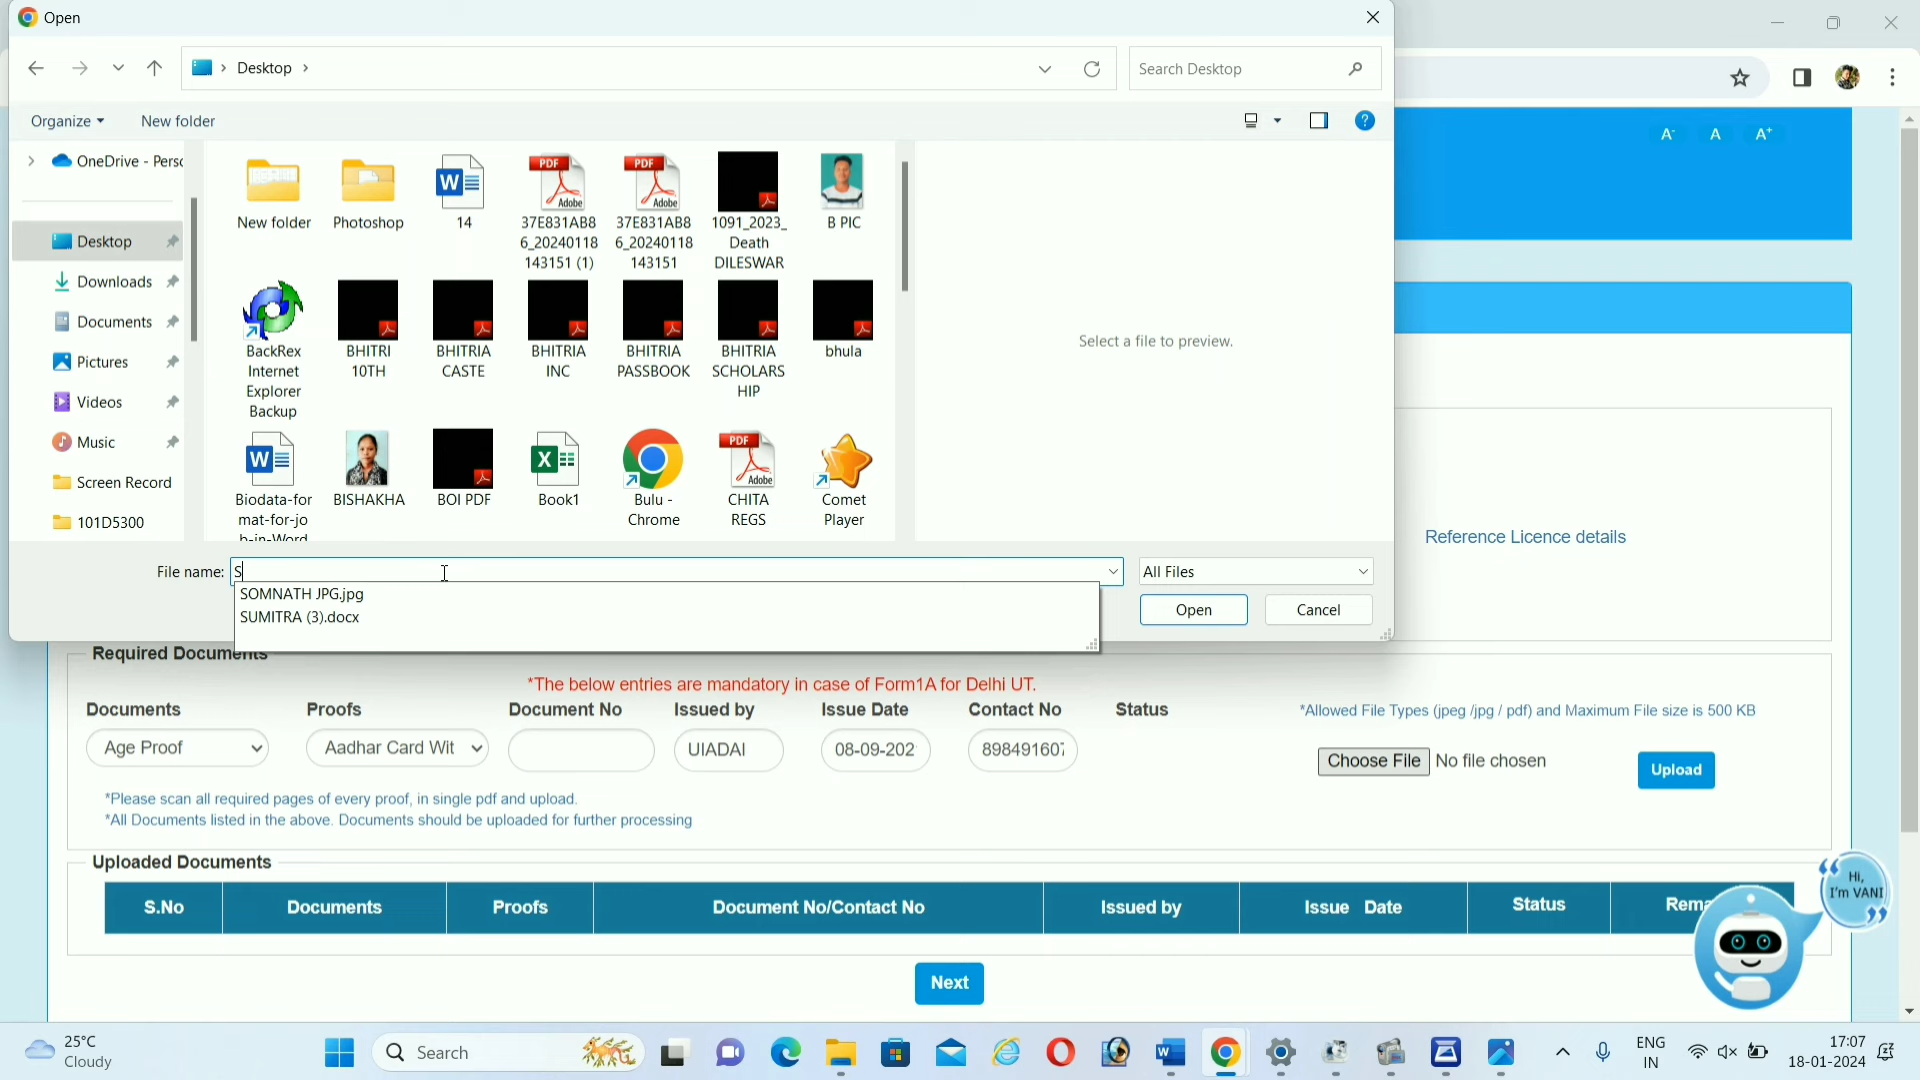 Open
Desktop
Search Desktop
Organize
New folder
OneDrive - Perso
Desktop
Downloads
Documents
Pictures
Videos
Music
Screen Record
101D5300
New folder
Photoshop
14
37E831AB8
6_20240118
143151 (1)
37E831AB8
6_20240118
143151
1091_2023_
Death
DILESWAR
B PIC
BackRex
Internet
Explorer
Backup
BHITRI
10TH
BHITRIA
CASTE
BHITRIA
INC
BHITRIA
PASSBOOK
BHITRIA
SCHOLARS
HIP
bhula
Biodata-for
mat-for-jo
b-in-Word
BISHAKHA
BOI PDF
Book1
Bulu -
Chrome
CHITA
REGS
Comet
Player
Select a file to preview.
File name: S
All Files
SOMNATH JPG.jpg
SUMITRA (3).docx
Open
Cancel
A-
A
A+
Reference Licence details
Required Documents
*The below entries are mandatory in case of Form1A for Delhi UT.
Documents
Proofs
Document No
Issued by
Issue Date
Contact No
Status
*Allowed File Types (jpeg /jpg / pdf) and Maximum File size is 500 KB
Age Proof
Aadhar Card Wit
UIADAI
08-09-202
898491607
Choose File No file chosen
Upload
*Please scan all required pages of every proof, in single pdf and upload.
*All Documents listed in the above. Documents should be uploaded for further processing
Uploaded Documents
S.No
Documents
Proofs
Document No/Contact No
Issued by
Issue Date
Status
Rema
Hi,
I'm VANI
Next
25°C
Cloudy
Search
ENG
IN
17:07
18-01-2024